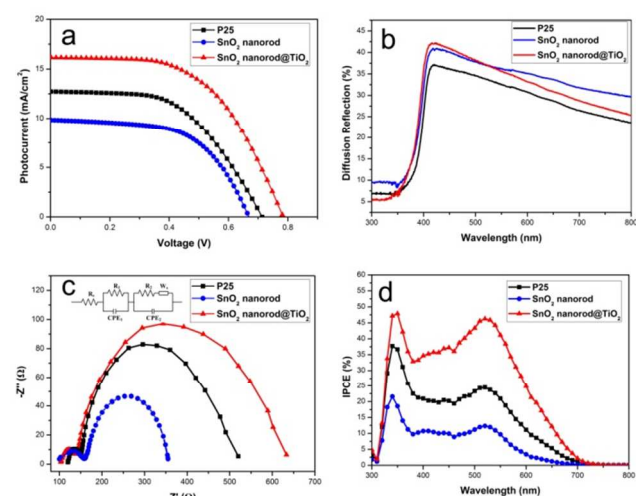 a
P25
SnO2 nanorod
SnO2 nanorod@TiO2
Photocurrent (mA/cm2)
20
15
10
5
0
0.0 0.2 0.4 0.6 0.8
Voltage (V)
b
P25
SnO2 nanorod
SnO2 nanorod@TiO2
Diffusion Reflection (%)
45
40
35
30
25
20
15
10
5
300 400 500 600 700 800
Wavelength (nm)
c
R1 R2 W1
CPE1 CPE2
P25
SnO2 nanorod
SnO2 nanorod@TiO2
-Z'' (Ω)
120
100
80
60
40
20
0
100 200 300 400 500 600 700
Z' (Ω)
d
P25
SnO2 nanorod
SnO2 nanorod@TiO2
IPCE (%)
60
55
50
45
40
35
30
25
20
15
10
5
0
300 400 500 600 700 800
Wavelength (nm)